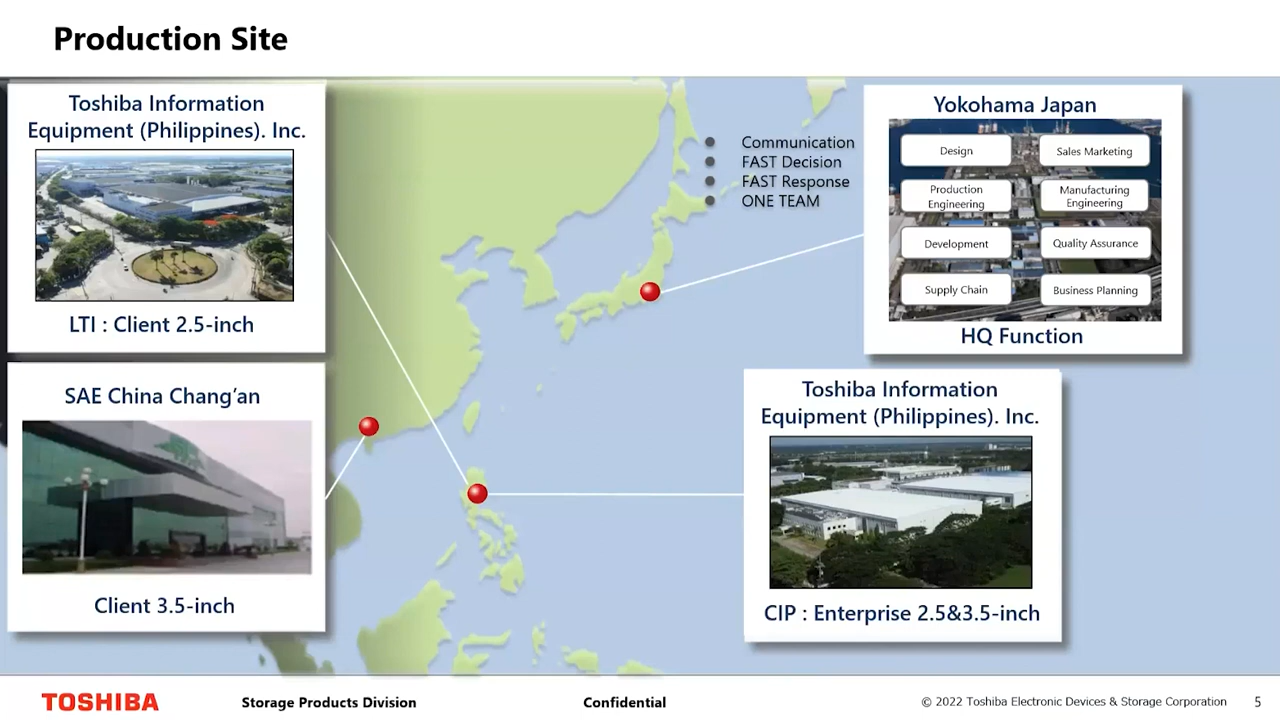 Production Site
Toshiba Information
Equipment (Philippines). Inc.
LTI : Client 2.5-inch
SAE China Chang’an
Client 3.5-inch
Communication
FAST Decision
FAST Response
ONE TEAM
Yokohama Japan
Design
Sales Marketing
Production
Engineering
Manufacturing
Engineering
Development
Quality Assurance
Supply Chain
Business Planning
HQ Function
Toshiba Information
Equipment (Philippines). Inc.
CIP : Enterprise 2.5&3.5-inch
TOSHIBA
Storage Products Division
Confidential
© 2022 Toshiba Electronic Devices & Storage Corporation
5